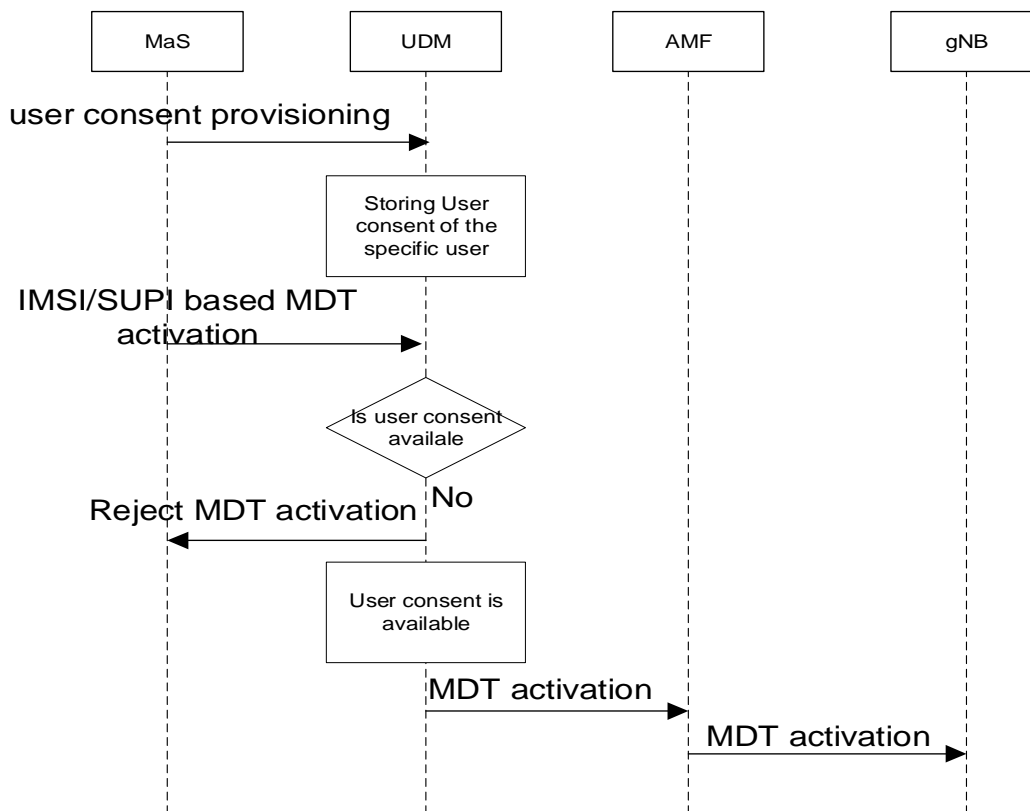 MaS
UDM
AMF
gNB
user consent provisioning
Storing User
consent of the
specific user
IMSI/SUPI based MDT
activation
Is user consent
availale
No
Reject MDT activation
User consent is
available
MDT activation
MDT activation